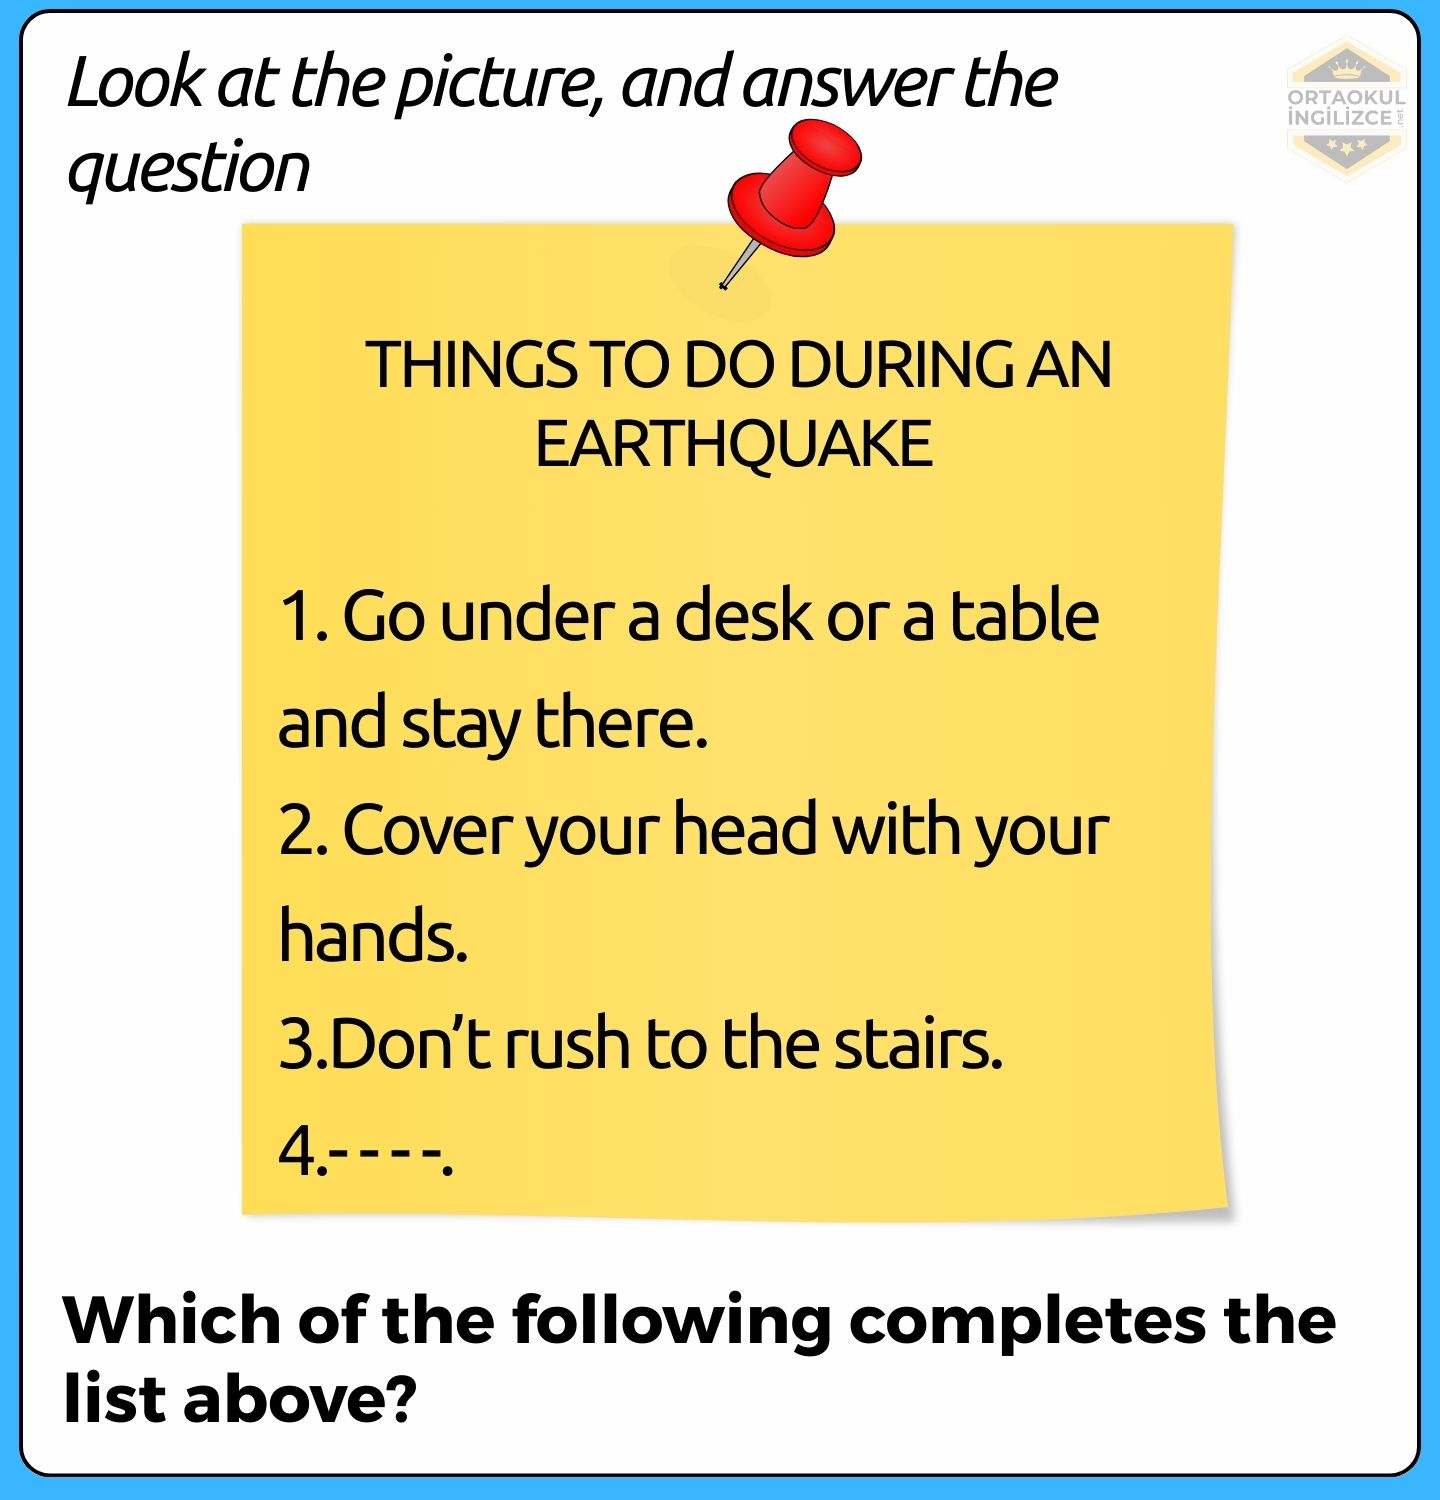 Look at the picture, and answer the
question
ORTAOKUL
İNGİLİZCE
.net
THINGS TO DO DURING AN
EARTHQUAKE
1. Go under a desk or a table
and stay there.
2. Cover your head with your
hands.
3.Don’t rush to the stairs.
4.----.
Which of the following completes the
list above?